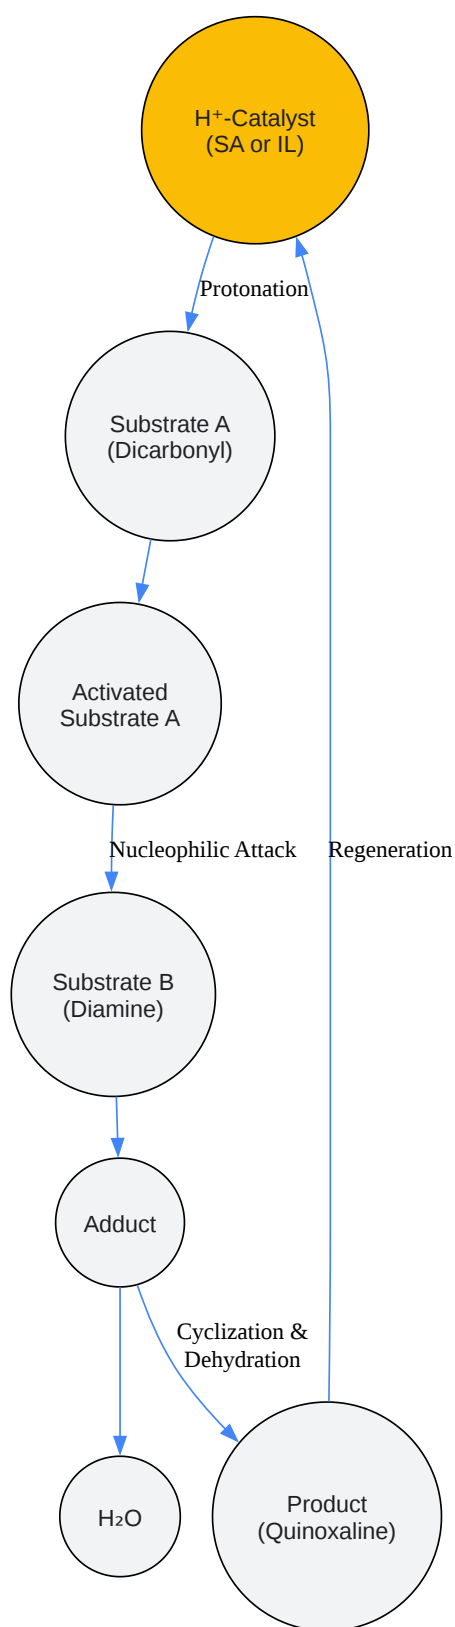 H⁺-Catalyst
(SA or IL)
Protonation
Substrate A
(Dicarbonyl)
Activated
Substrate A
Nucleophilic Attack
Regeneration
Substrate B
(Diamine)
Adduct
Cyclization &
Dehydration
H₂O
Product
(Quinoxaline)